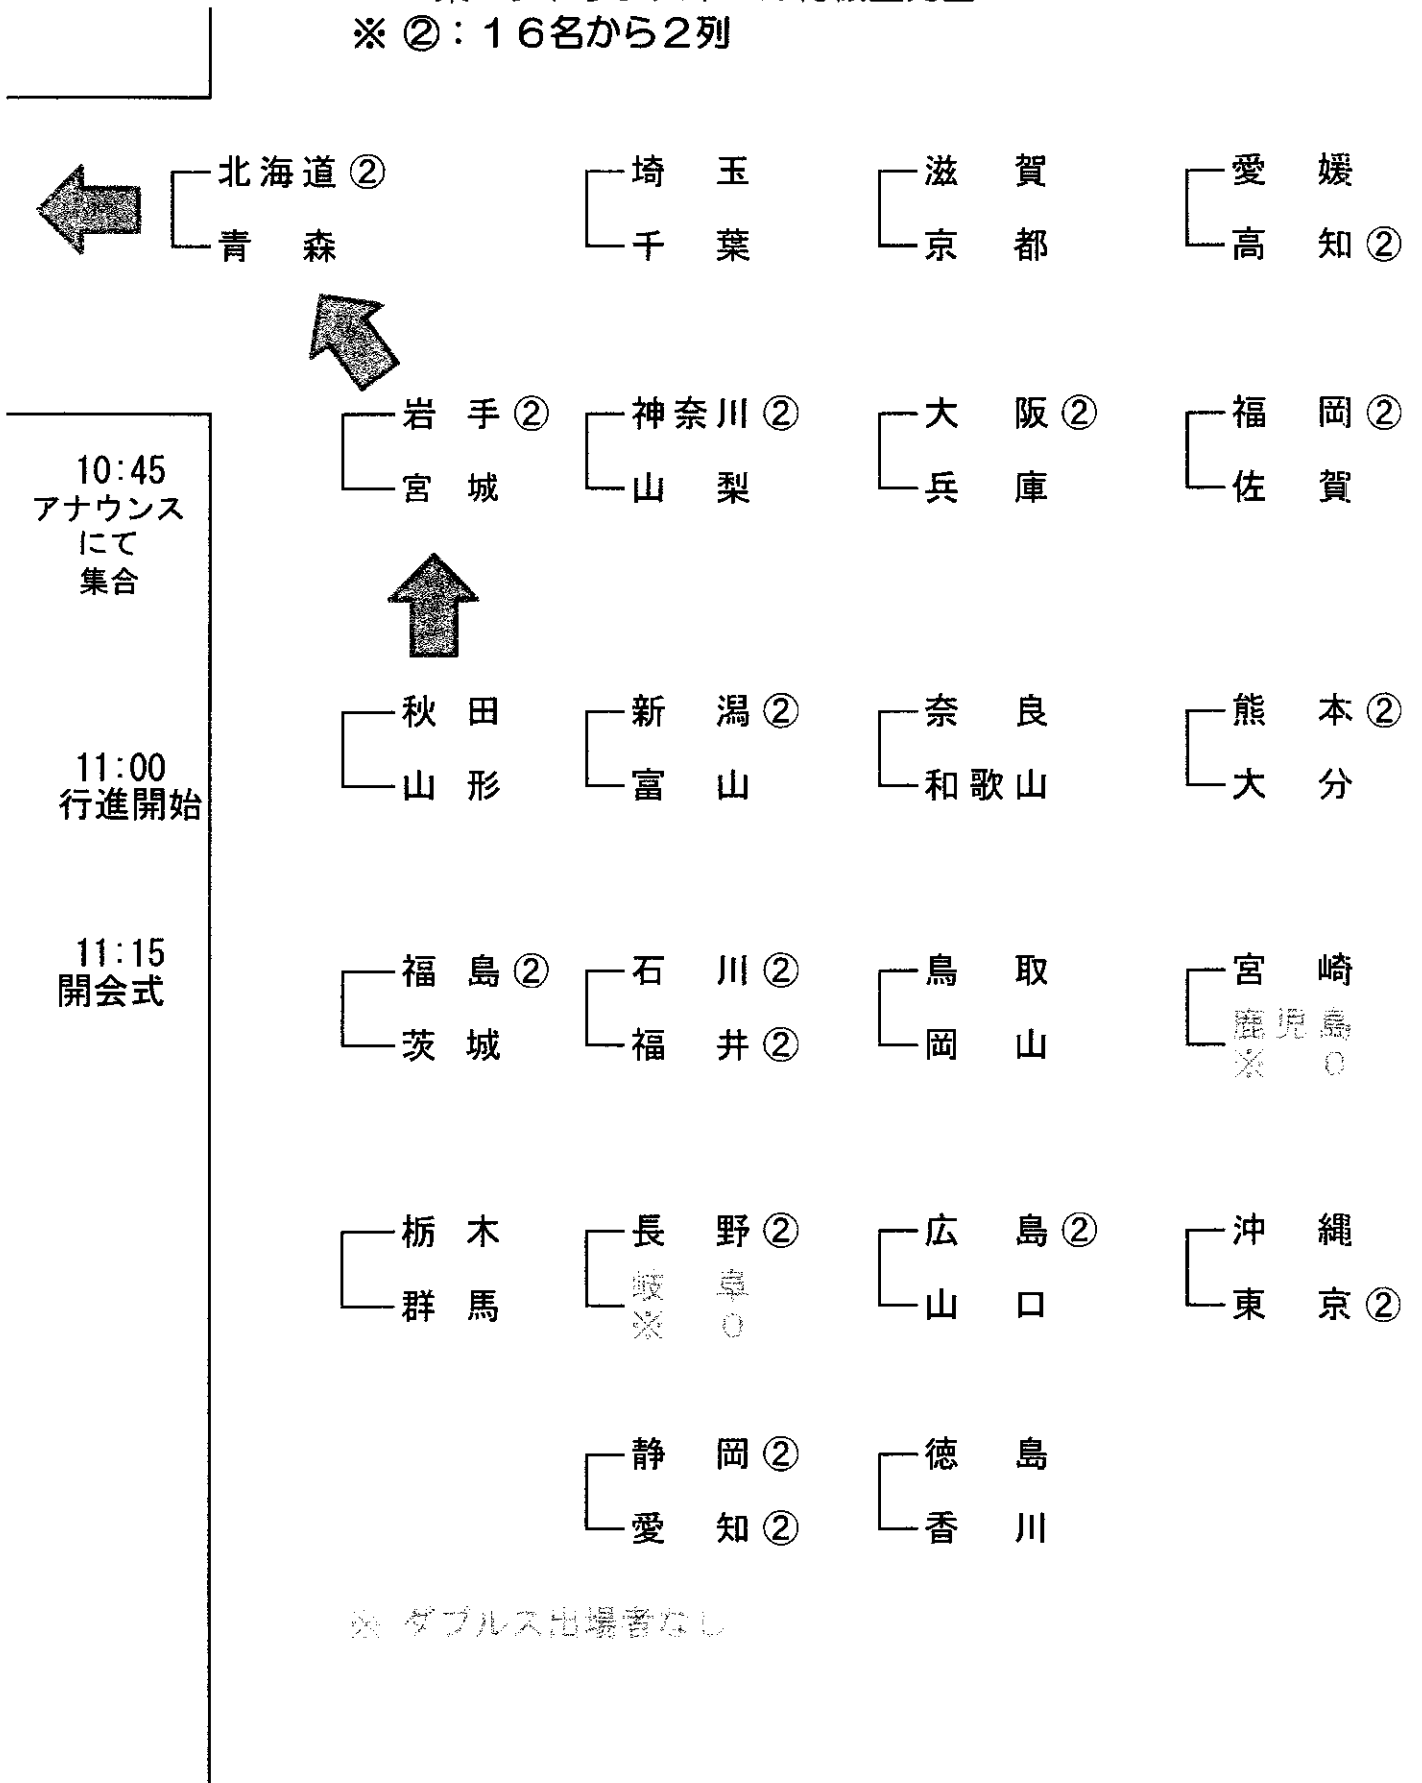 ※ ②：１６名から２列
北海道②
青　森
埼　玉
千　葉
滋　賀
京　都
愛　媛
高　知②
岩　手②
宮　城
神奈川②
山　梨
大　阪②
兵　庫
福　岡②
佐　賀
10:45
アナウンス
にて
集合
秋　田
山　形
新　潟②
富　山
奈　良
和歌山
熊　本②
大　分
11:00
行進開始
福　島②
茨　城
石　川②
福　井②
鳥　取
岡　山
宮　崎
鹿児島
※　０
11:15
開会式
栃　木
群　馬
長　野②
岐　阜
※　０
広　島②
山　口
沖　縄
東　京②
静　岡②
愛　知②
徳　島
香　川
※ ダブルス出場者なし